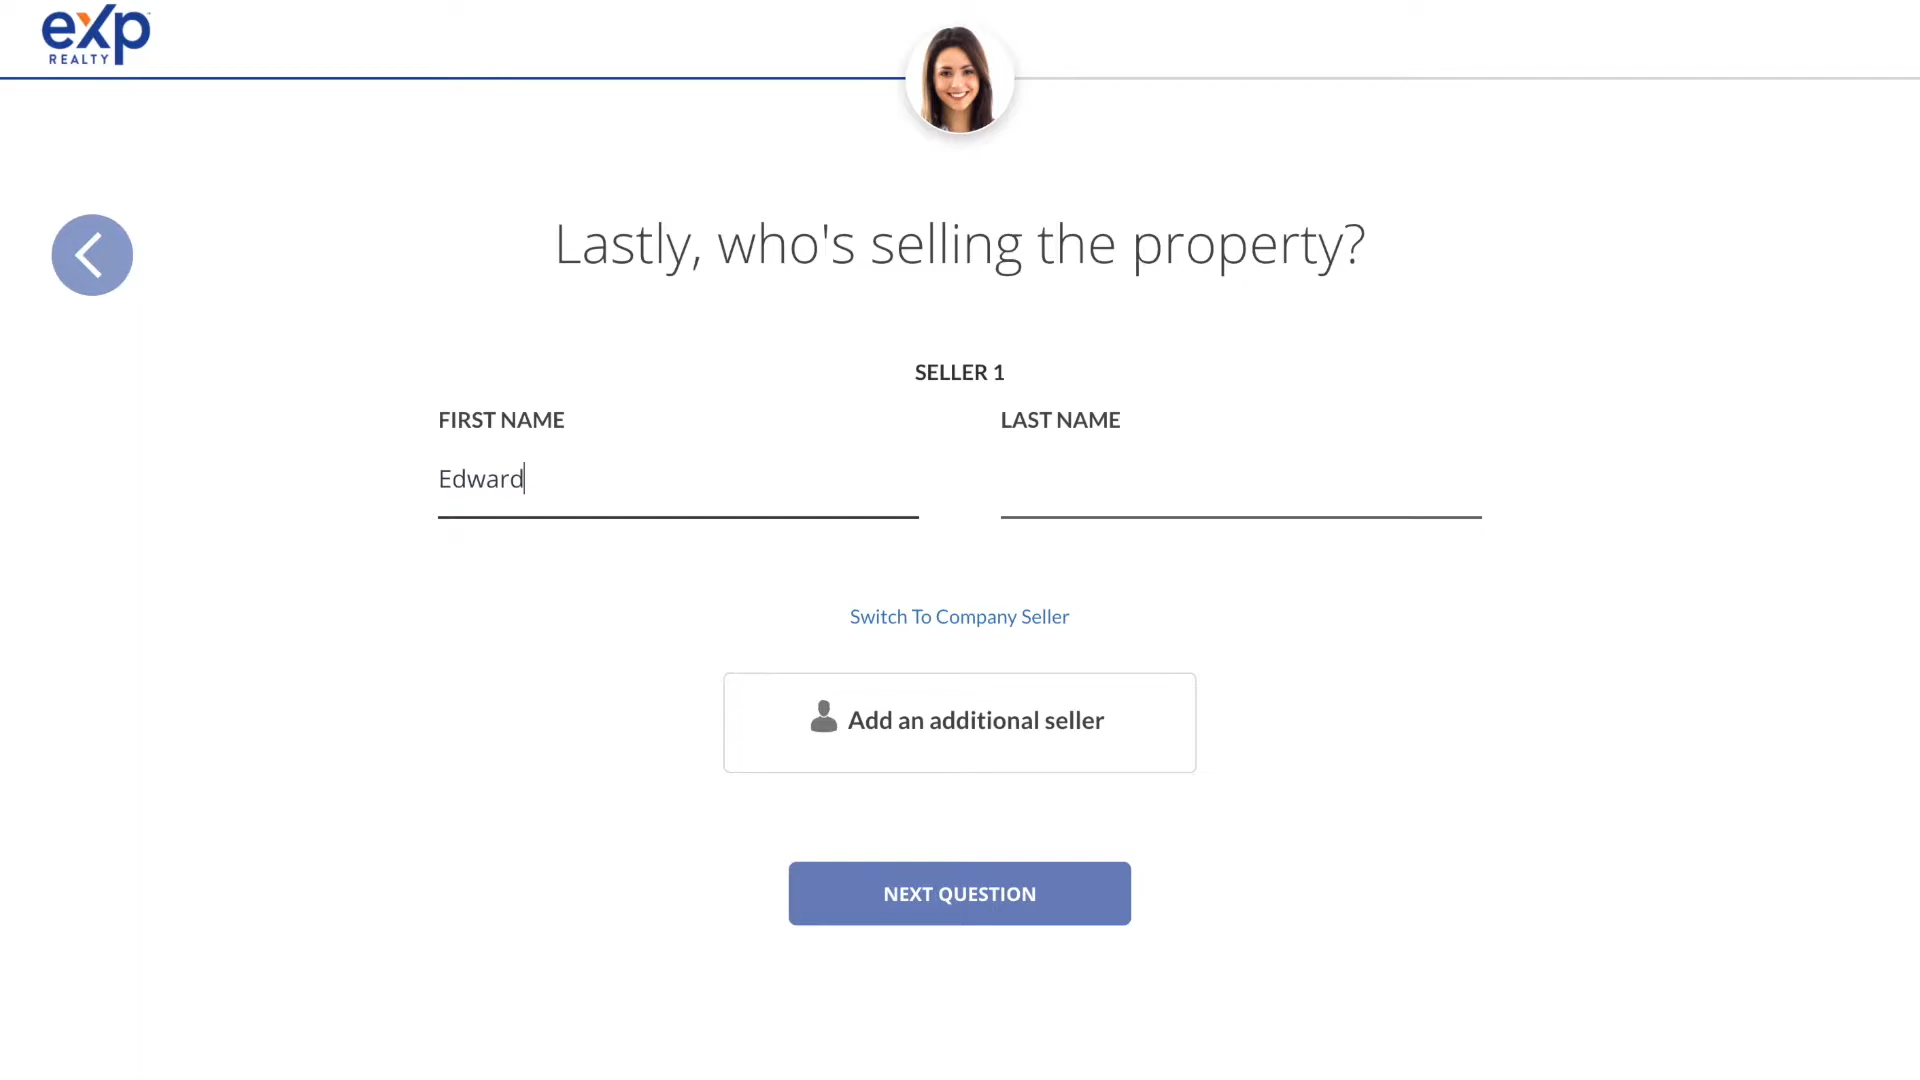 eXp
REALTY
Lastly, who's selling the property?
SELLER 1
FIRST NAME
LAST NAME
Edward
Switch To Company Seller
Add an additional seller
NEXT QUESTION